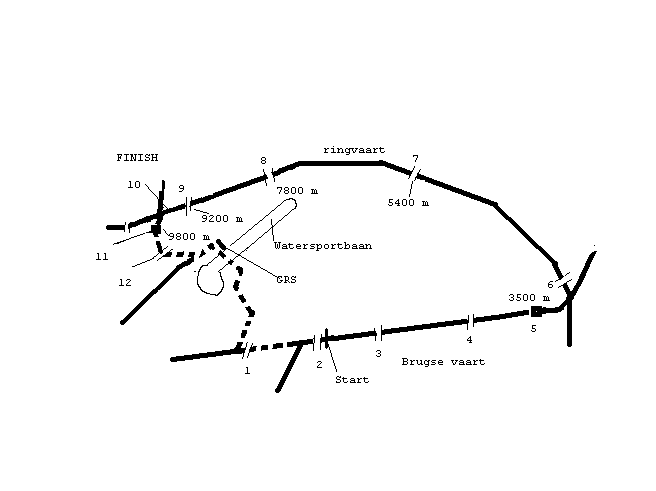 ringvaart
FINISH
8
7
10
9
7800 m
5400 m
9200 m
9800 m
Watersportbaan
11
12
GRS
6
3500 m
5
4
3
2
1
Brugse vaart
Start